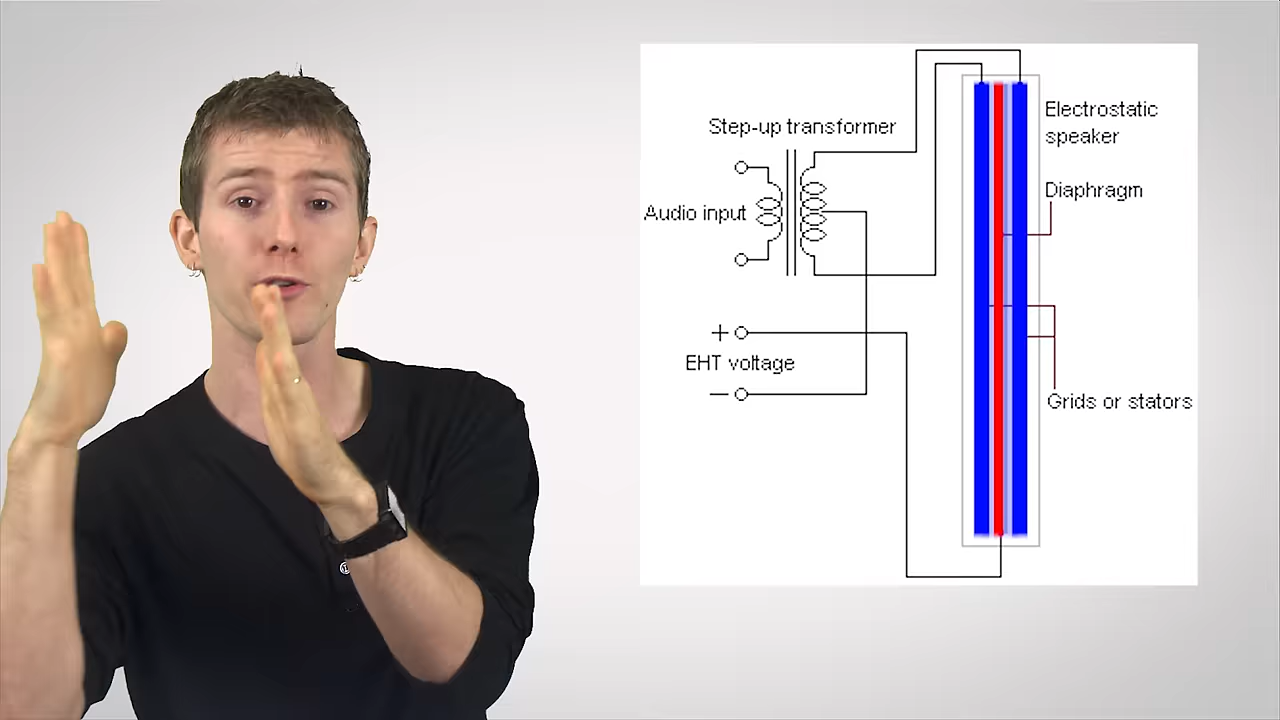 Step-up transformer
Audio input
+
EHT voltage
−
Electrostatic
speaker
Diaphragm
Grids or stators